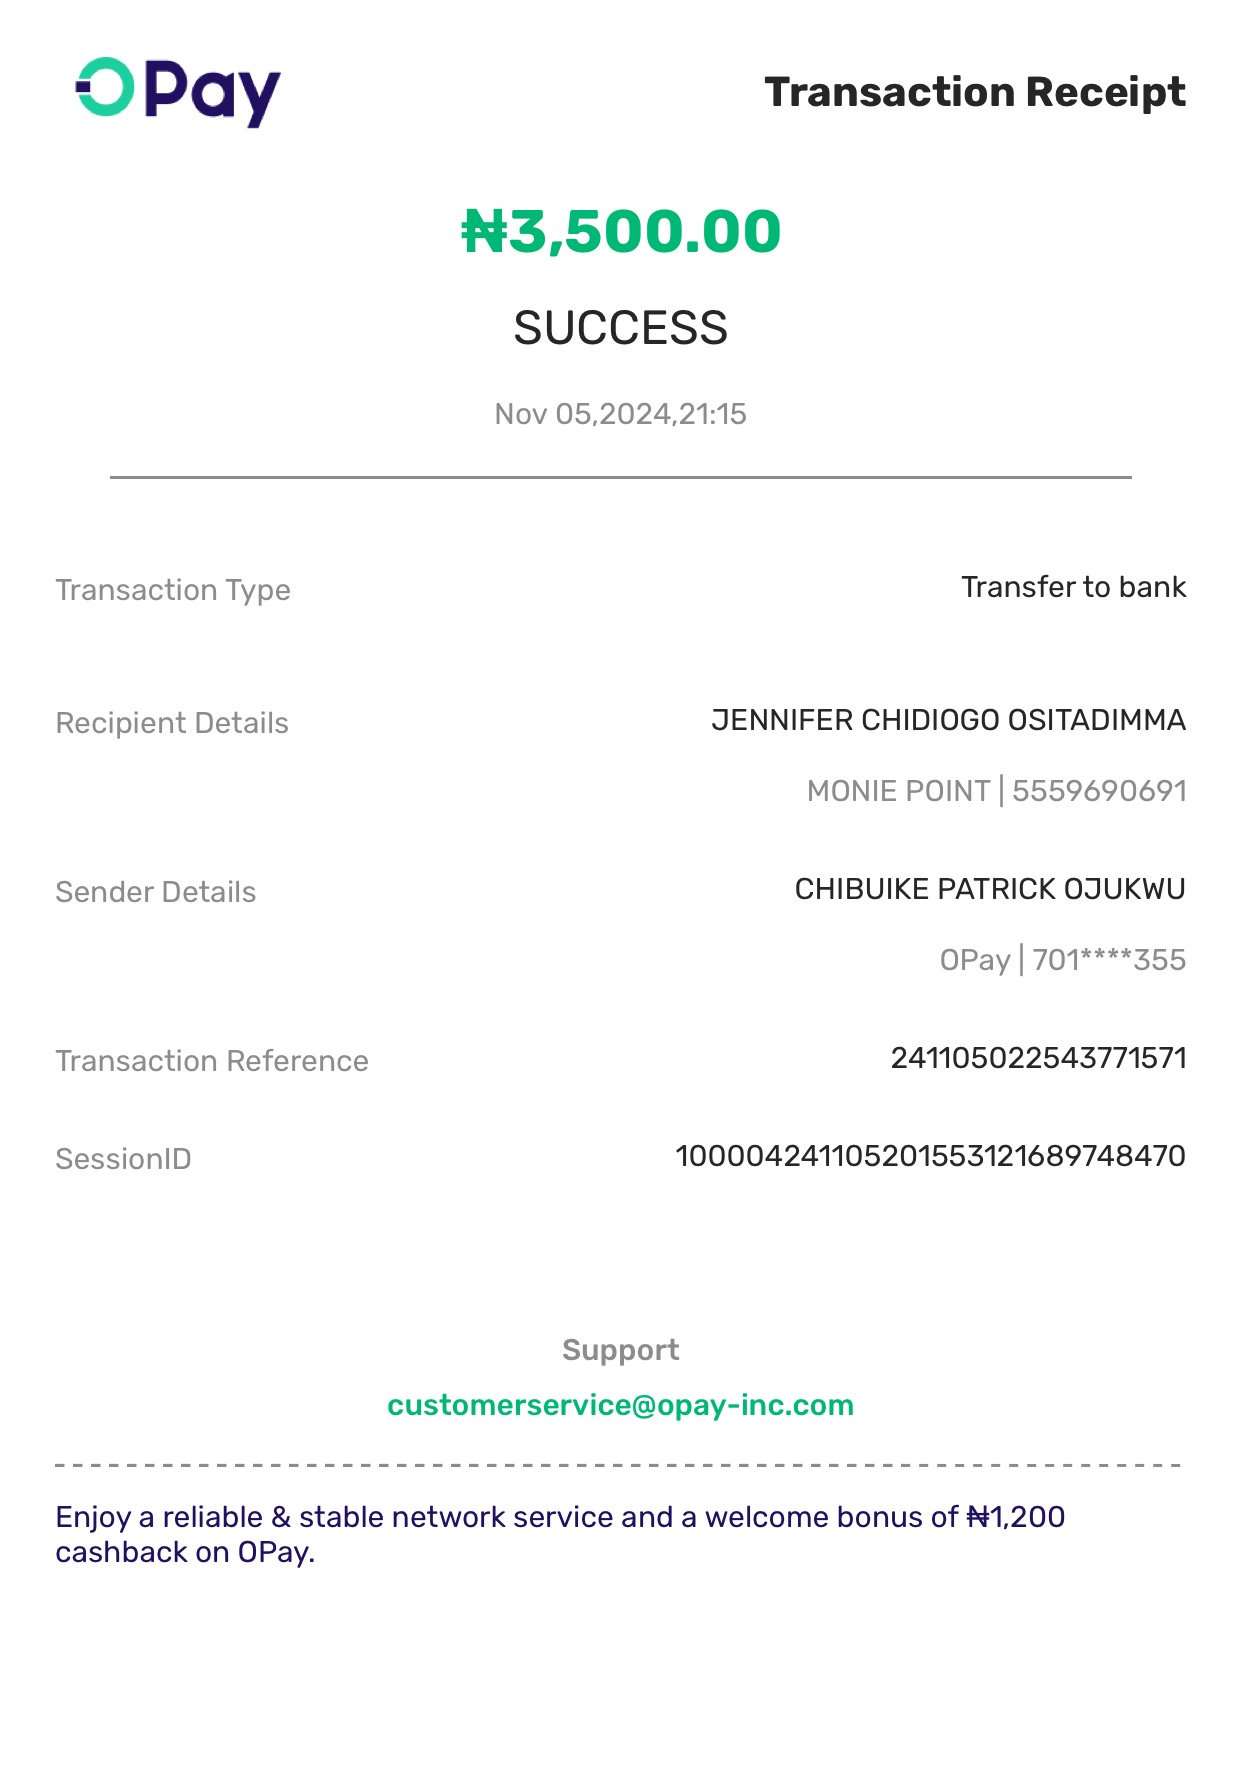 OPay
Transaction Receipt
₦3,500.00
SUCCESS
Nov 05,2024,21:15
Transaction Type
Transfer to bank
Recipient Details
JENNIFER CHIDIOGO OSITADIMMA
MONIE POINT | 5559690691
Sender Details
CHIBUIKE PATRICK OJUKWU
OPay | 701****355
Transaction Reference
241105022543771571
SessionID
100004241105201553121689748470
Support
customerservice@opay-inc.com
Enjoy a reliable & stable network service and a welcome bonus of ₦1,200
cashback on OPay.